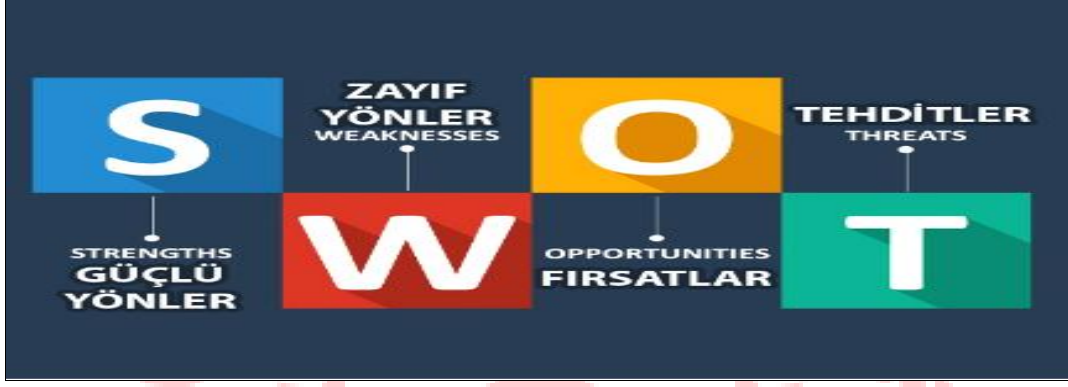 S
STRENGTHS
GÜÇLÜ
YÖNLER
ZAYIF
YÖNLER
WEAKNESSES
W
O
OPPORTUNITIES
FIRSATLAR
TEHDİTLER
THREATS
T